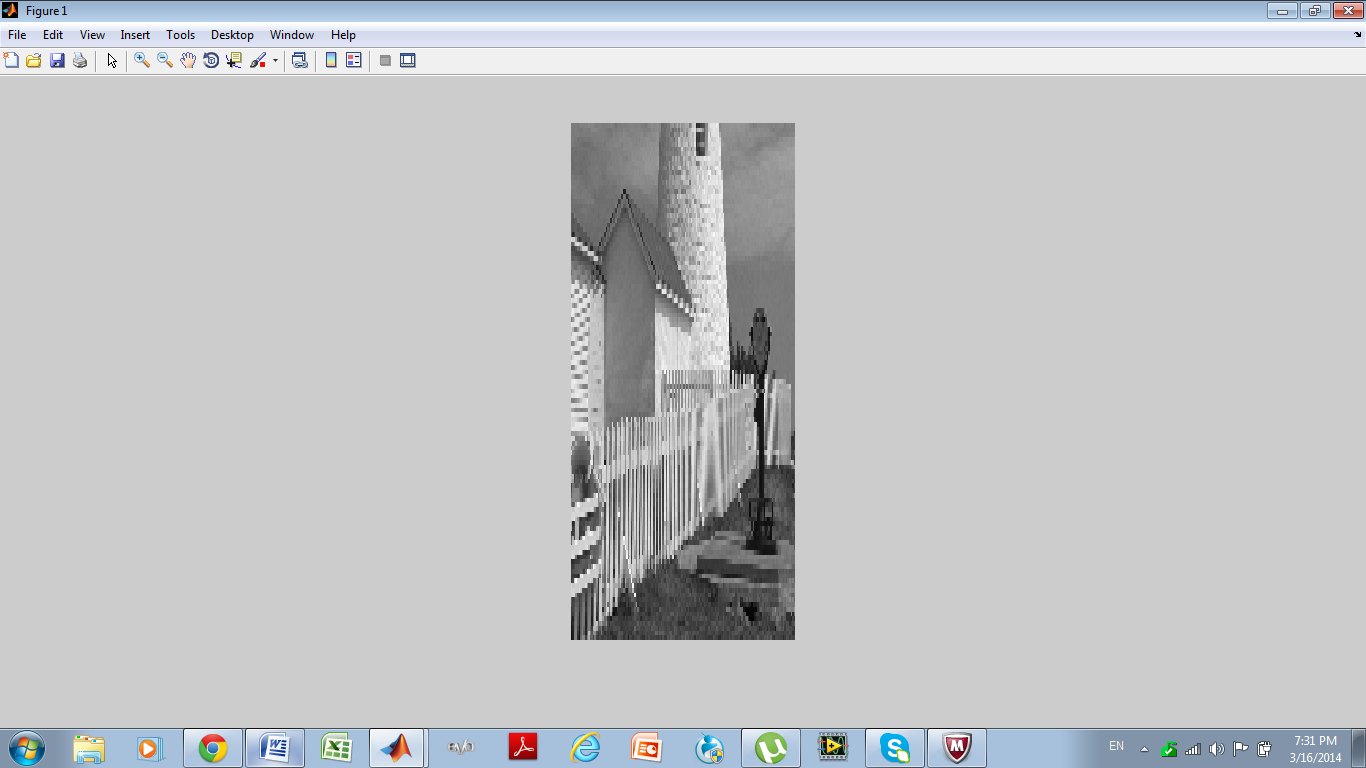 Figure 1
File Edit View Insert Tools Desktop Window Help
EN
7:31 PM
3/16/2014